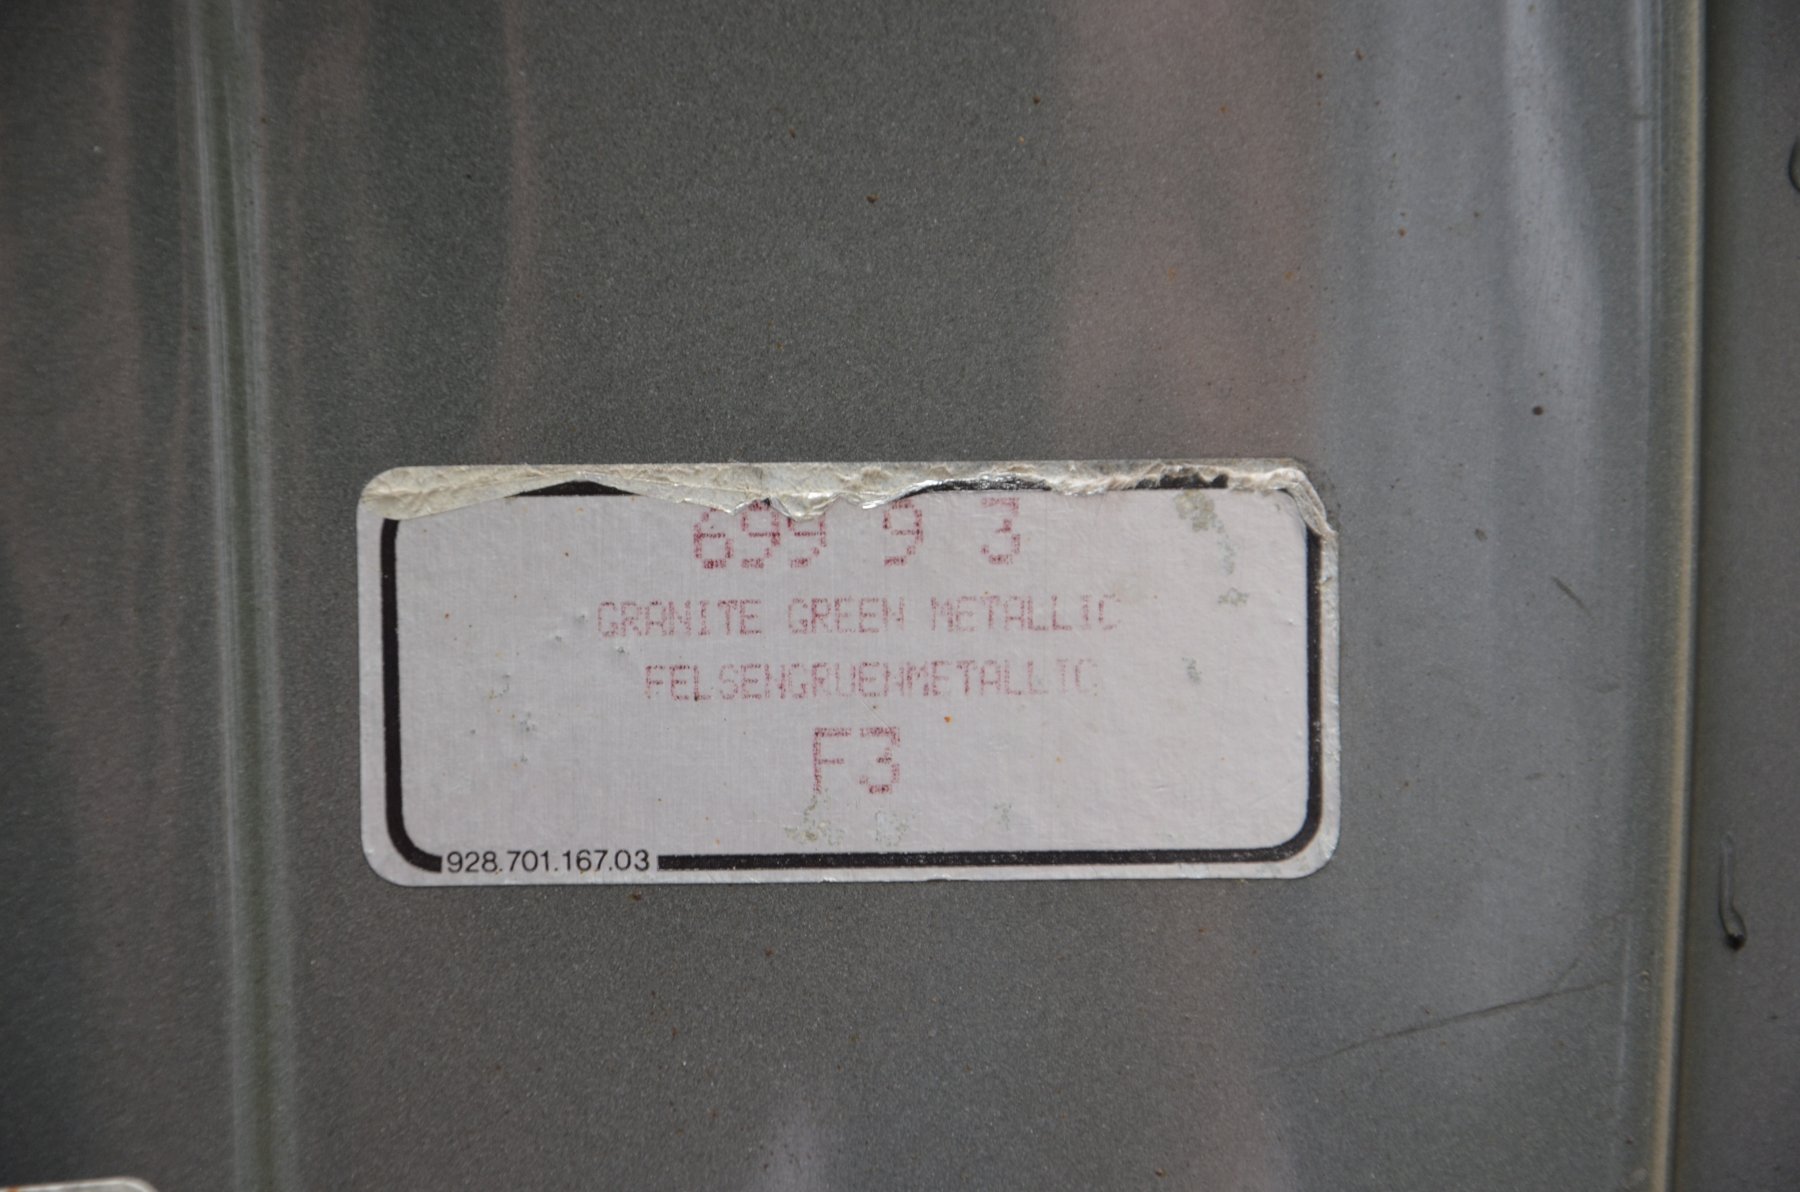 699 9 3
GRANITE GREEN METALLIC
FELSENGRUENMETALLIC
F3
928.701.167.03